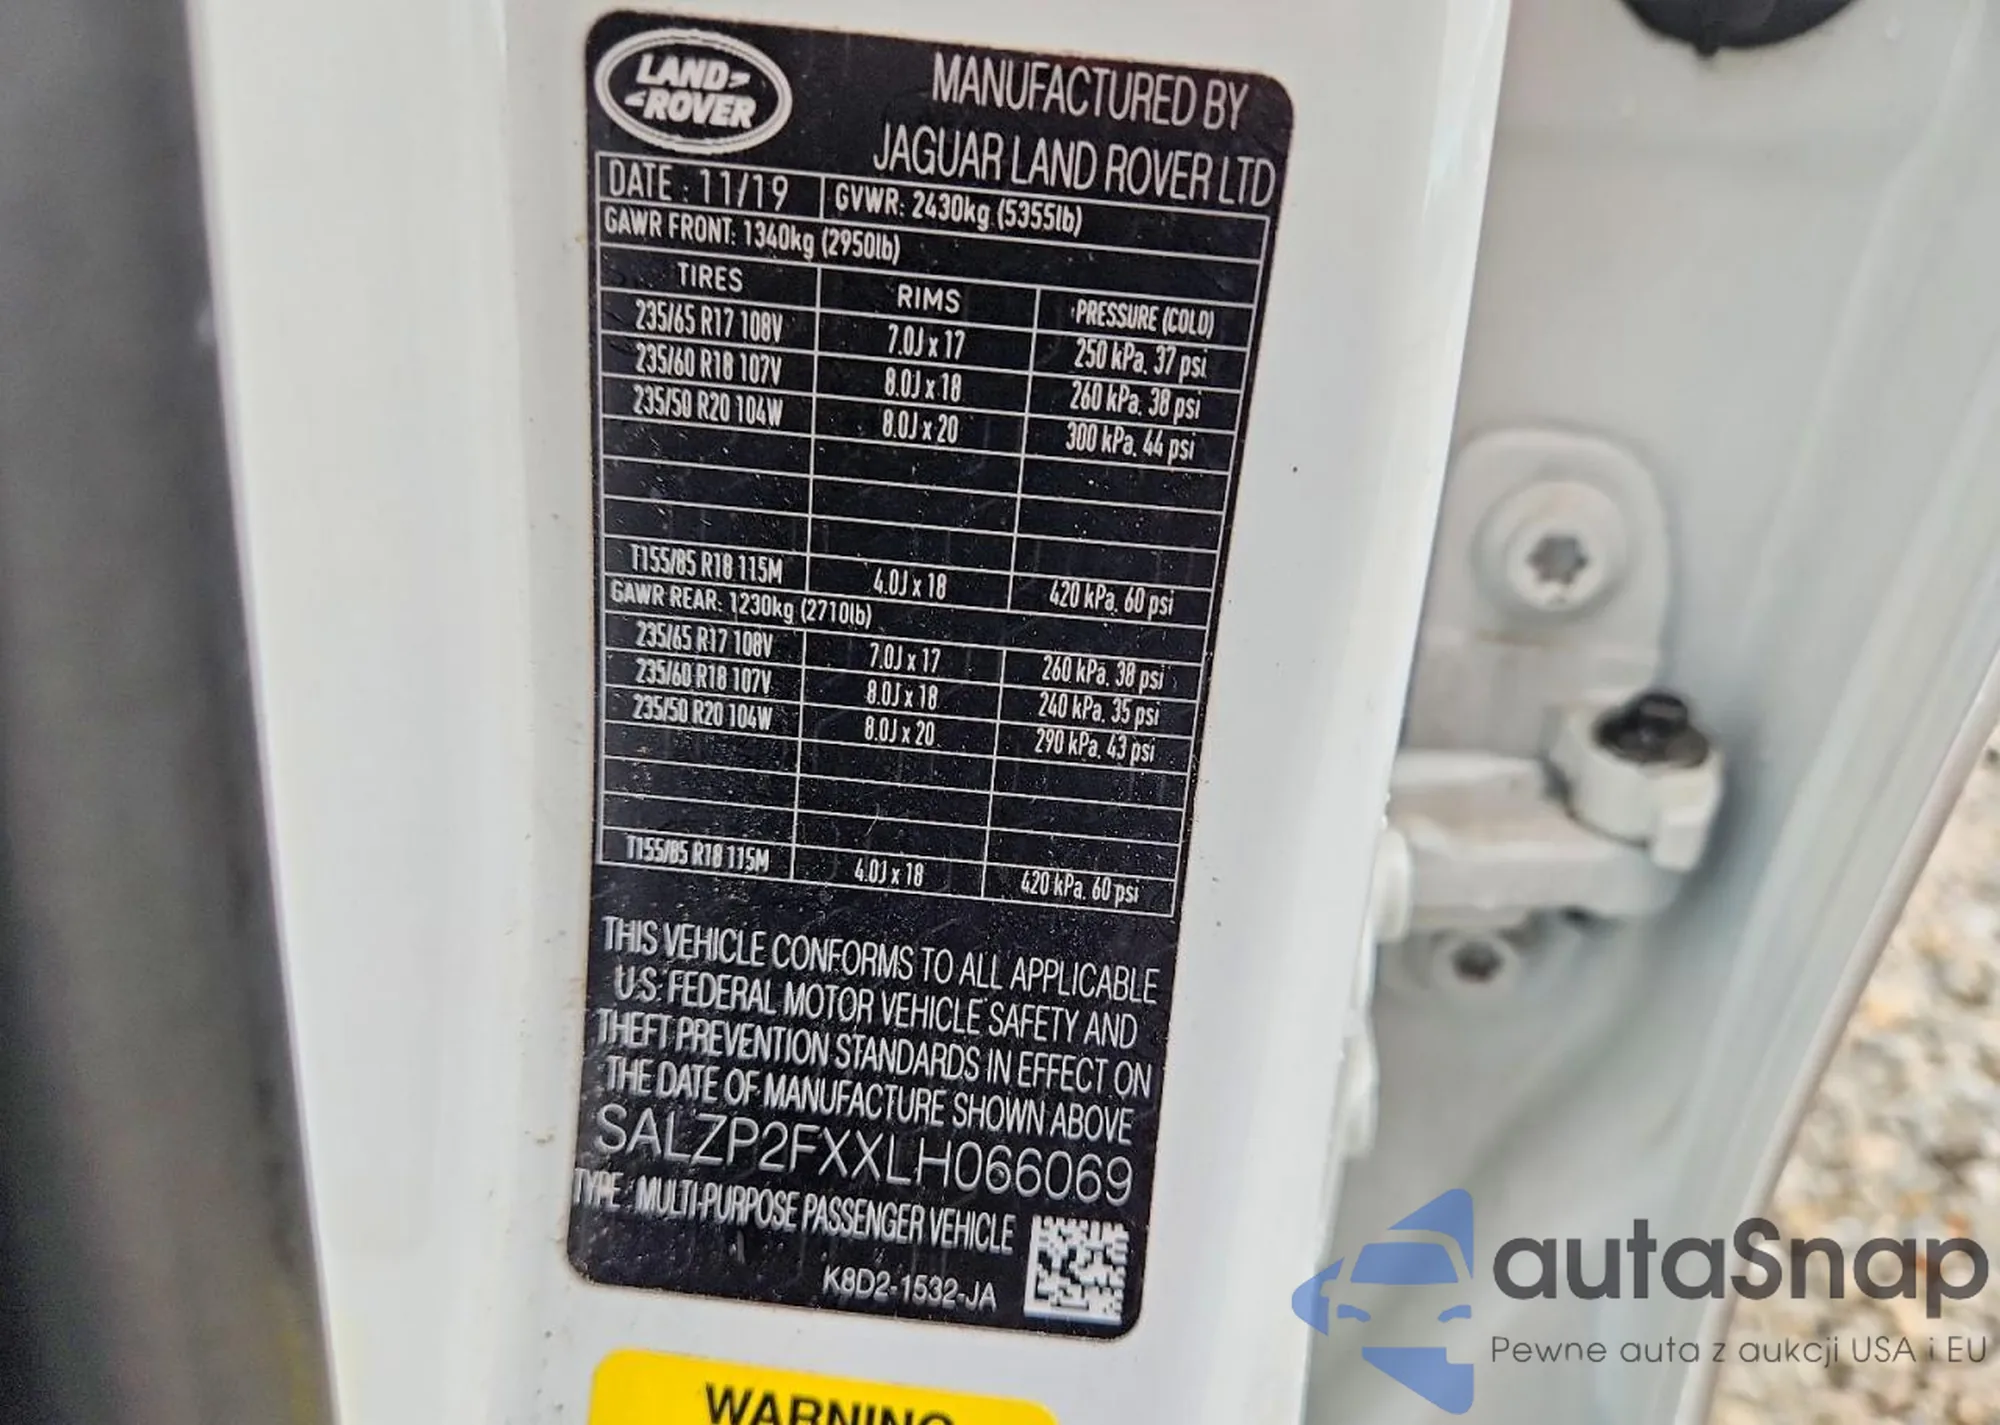 LAND
ROVER
MANUFACTURED BY
JAGUAR LAND ROVER LTD
DATE : 11/19 GVWR: 2430kg (5355lb)
GAWR FRONT: 1340kg (2950lb)
TIRES RIMS PRESSURE (COLD)
235/65 R17 108V 7.0J x 17 250 kPa, 37 psi
235/60 R18 107V 8.0J x 18 260 kPa, 38 psi
235/50 R20 104W 8.0J x 20 300 kPa, 44 psi
T155/85 R18 115M 4.0J x 18 420 kPa, 60 psi
GAWR REAR: 1230kg (2710lb)
235/65 R17 108V 7.0J x 17 260 kPa, 38 psi
235/60 R18 107V 8.0J x 18 240 kPa, 35 psi
235/50 R20 104W 8.0J x 20 290 kPa, 43 psi
T155/85 R18 115M 4.0J x 18 420 kPa, 60 psi
THIS VEHICLE CONFORMS TO ALL APPLICABLE
U.S. FEDERAL MOTOR VEHICLE SAFETY AND
THEFT PREVENTION STANDARDS IN EFFECT ON
THE DATE OF MANUFACTURE SHOWN ABOVE
SALZP2FXXLH066069
TYPE : MULTI-PURPOSE PASSENGER VEHICLE
K8D2-1532-JA
WARNING
autaSnap
Pewne auta z aukcji USA i EU